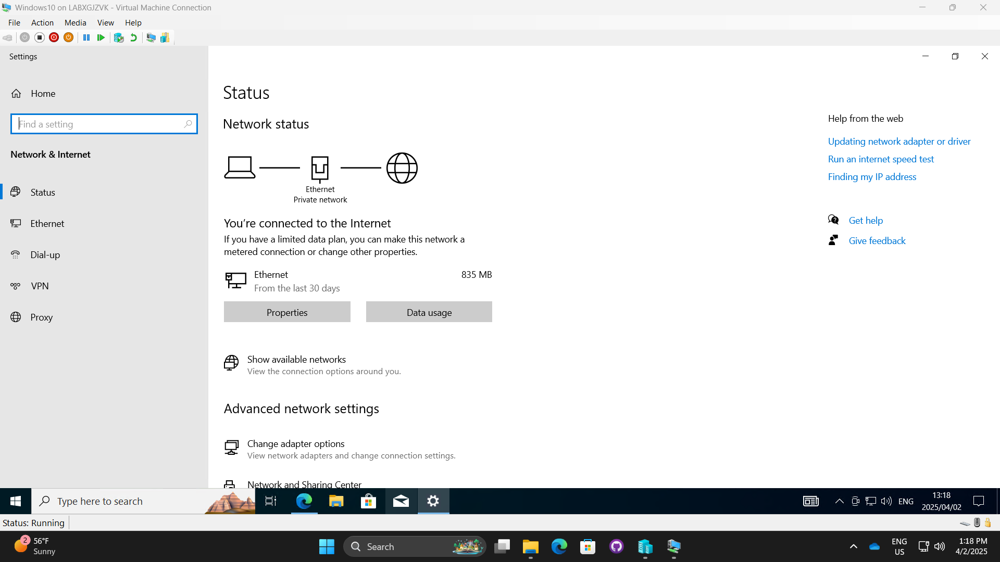 Windows10 on LABXGJZVK - Virtual Machine Connection
File Action Media View Help
Settings
Home
Find a setting
Network & Internet
Status
Ethernet
Dial-up
VPN
Proxy
Status
Network status
Ethernet
Private network
You're connected to the Internet
If you have a limited data plan, you can make this network a
metered connection or change other properties.
Ethernet 835 MB
From the last 30 days
Properties Data usage
Show available networks
View the connection options around you.
Advanced network settings
Change adapter options
View network adapters and change connection settings.
Network and Sharing Center
Help from the web
Updating network adapter or driver
Run an internet speed test
Finding my IP address
Get help
Give feedback
Type here to search
ENG
13:18
2025/04/02
Status: Running
2
56°F
Sunny
Search
ENG
US
1:18 PM
4/2/2025